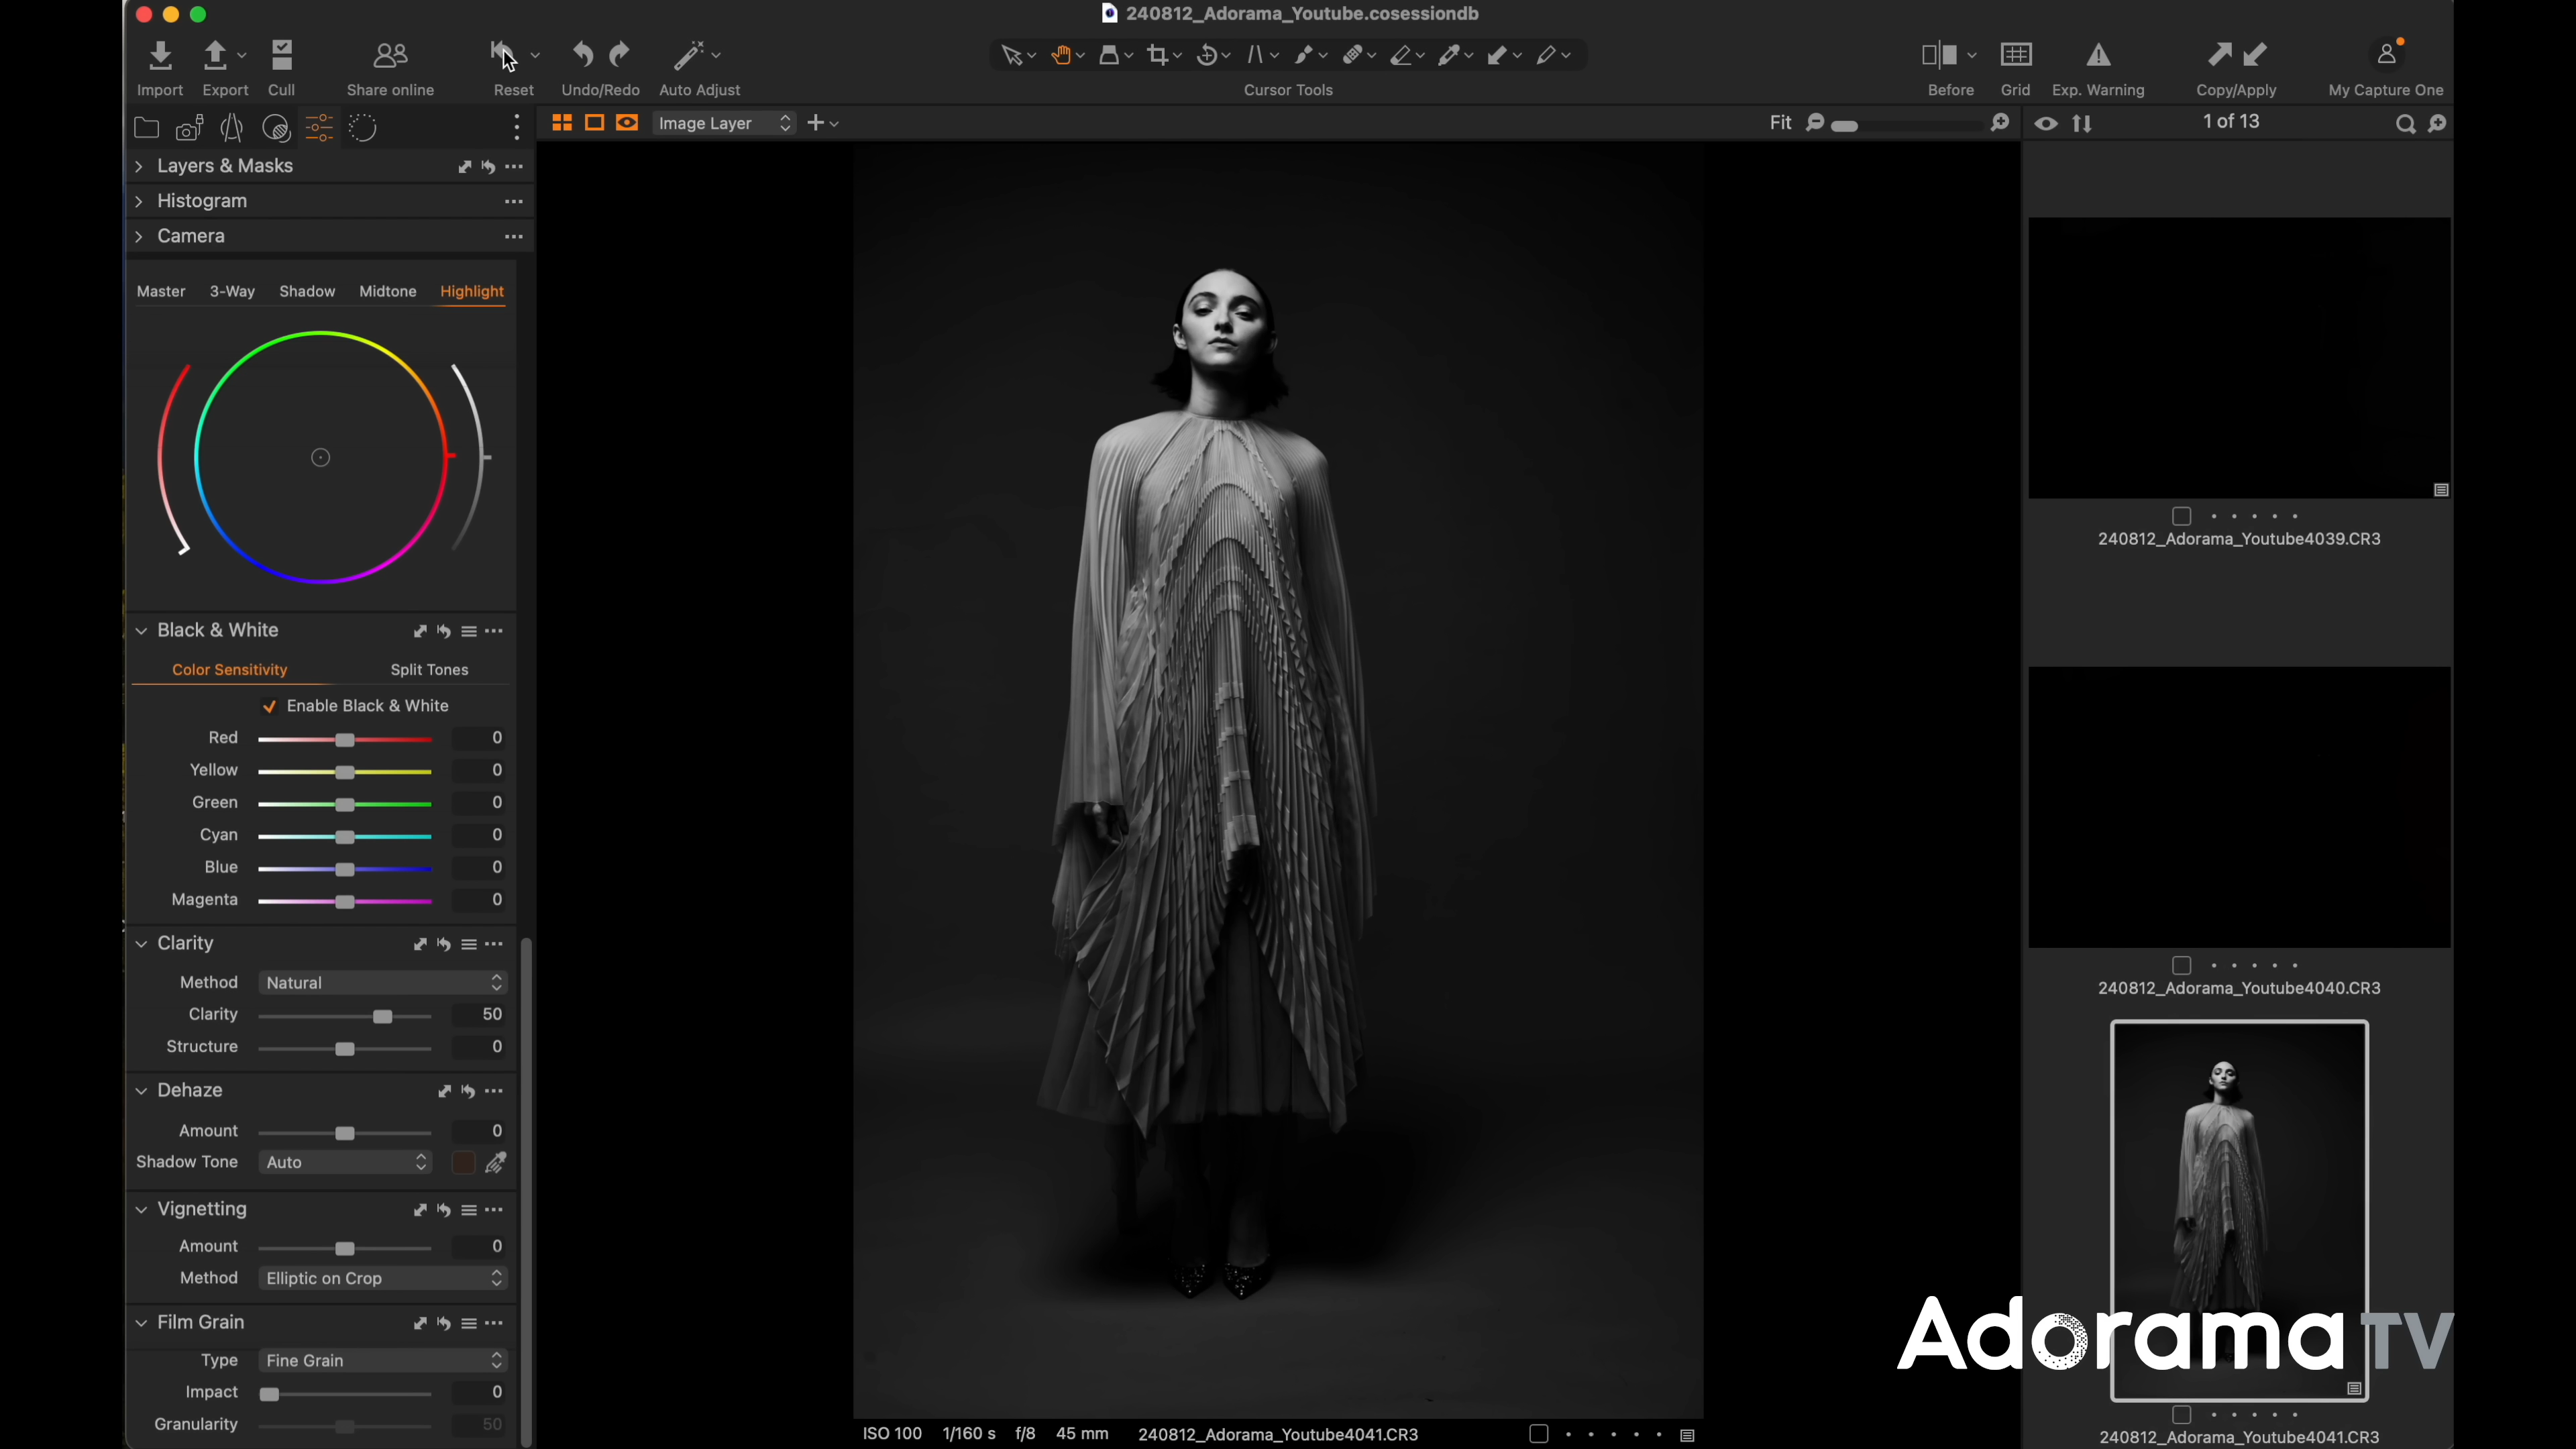 240812_Adorama_Youtube.cosessiondb
Import Export Cull Share online Reset Undo/Redo Auto Adjust Cursor Tools Before Grid Exp. Warning Copy/Apply My Capture One
Image Layer
Fit
1 of 13
Layers & Masks
Histogram
Camera
Master 3-Way Shadow Midtone Highlight
Black & White
Color Sensitivity Split Tones
Enable Black & White
Red 0
Yellow 0
Green 0
Cyan 0
Blue 0
Magenta 0
Clarity
Method Natural
Clarity 50
Structure 0
Dehaze
Amount 0
Shadow Tone Auto
Vignetting
Amount 0
Method Elliptic on Crop
Film Grain
Type Fine Grain
Impact 0
Granularity 50
ISO 100 1/160 s f/8 45 mm 240812_Adorama_Youtube4041.CR3
240812_Adorama_Youtube4039.CR3
240812_Adorama_Youtube4040.CR3
Adorama TV
240812_Adorama_Youtube4041.CR3